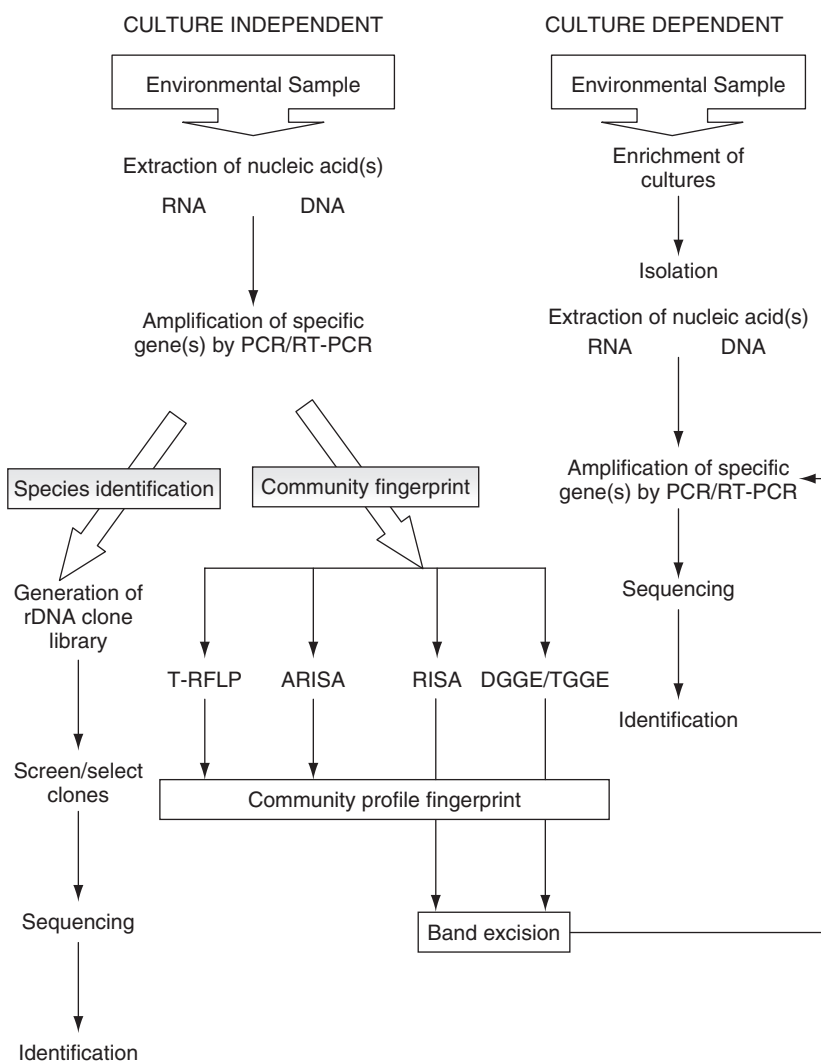 CULTURE INDEPENDENT
Environmental Sample
Extraction of nucleic acid(s)
RNA DNA
Amplification of specific
gene(s) by PCR/RT-PCR
Species identification
Community fingerprint
Generation of
rDNA clone
library
Screen/select
clones
Sequencing
Identification
T-RFLP ARISA RISA DGGE/TGGE
Community profile fingerprint
Band excision
CULTURE DEPENDENT
Environmental Sample
Enrichment of
cultures
Isolation
Extraction of nucleic acid(s)
RNA DNA
Amplification of specific
gene(s) by PCR/RT-PCR
Sequencing
Identification